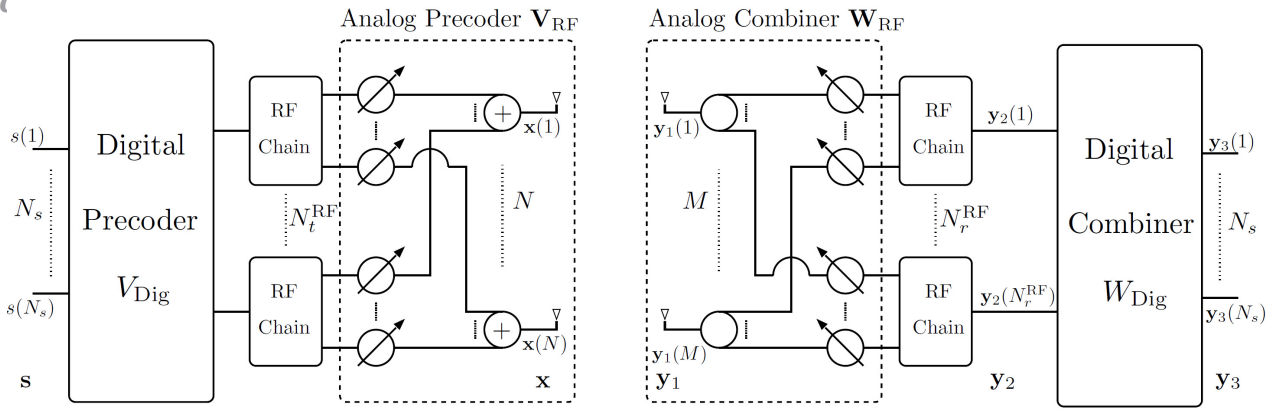 Analog Precoder V_RF
Analog Combiner W_RF
s(1)
N_s
s(N_s)
s
Digital
Precoder
V_Dig
RF
Chain
N_t^RF
RF
Chain
+
x(1)
N
+
x(N)
x
y_1(1)
M
y_1(M)
y_1
RF
Chain
N_r^RF
RF
Chain
y_2(1)
y_2(N_r^RF)
y_2
Digital
Combiner
W_Dig
y_3(1)
N_s
y_3(N_s)
y_3